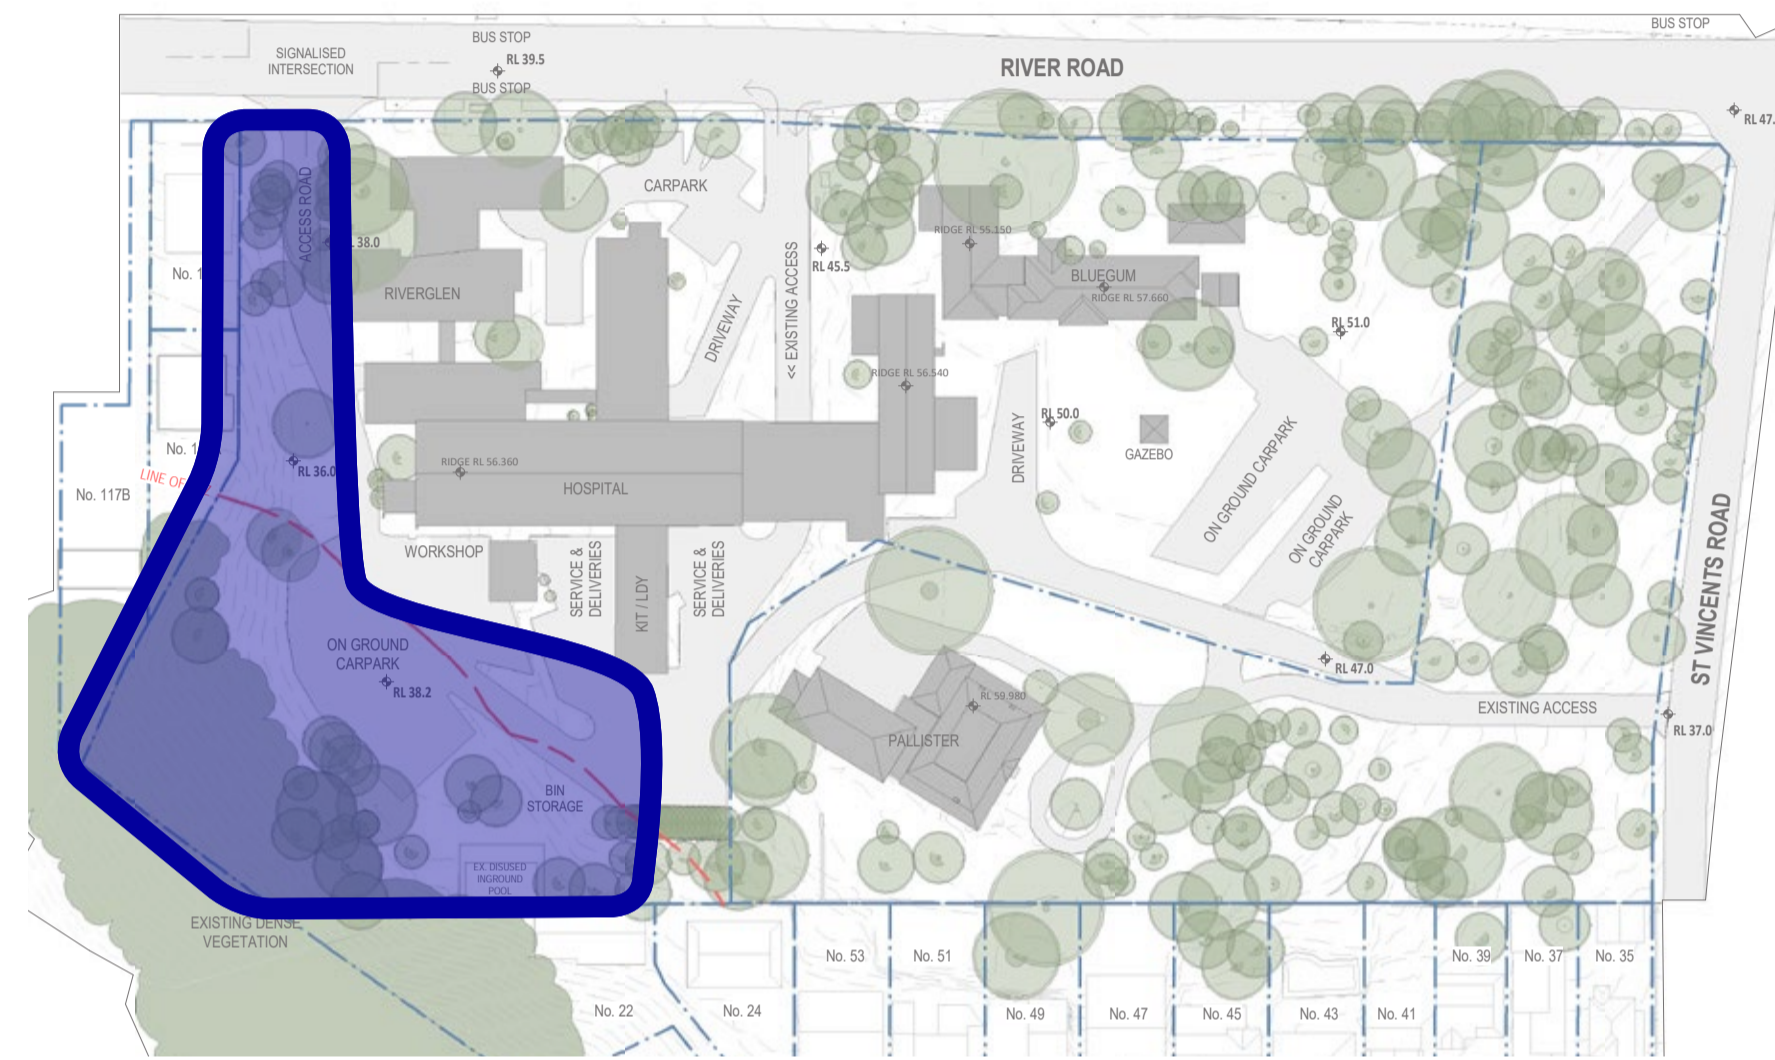 BUS STOP
BUS STOP
SIGNALISED
INTERSECTION
RL 39.5
BUS STOP
RIVER ROAD
RL 47.
ACCESS ROAD
CARPARK
38.0
No. 1
RIVERGLEN
DRIVEWAY
<< EXISTING ACCESS
RL 45.5
RIDGE RL 55.150
BLUEGUM
RIDGE RL 57.660
RL 51.0
RIDGE RL 56.540
RL 50.0
DRIVEWAY
GAZEBO
ON GROUND CARPARK
ON GROUND
CARPARK
No. 1
RL 36.0
LINE OF
No. 117B
RIDGE RL 56.360
HOSPITAL
WORKSHOP
SERVICE &
DELIVERIES
KIT / LDY
SERVICE &
DELIVERIES
ST VINCENTS ROAD
ON GROUND
CARPARK
RL 38.2
RL 59.980
PALLISTER
RL 47.0
EXISTING ACCESS
RL 37.0
BIN
STORAGE
EX. DISUSED
INGROUND
POOL
EXISTING DENSE
VEGETATION
No. 22
No. 24
No. 53
No. 51
No. 49
No. 47
No. 45
No. 43
No. 41
No. 39
No. 37
No. 35